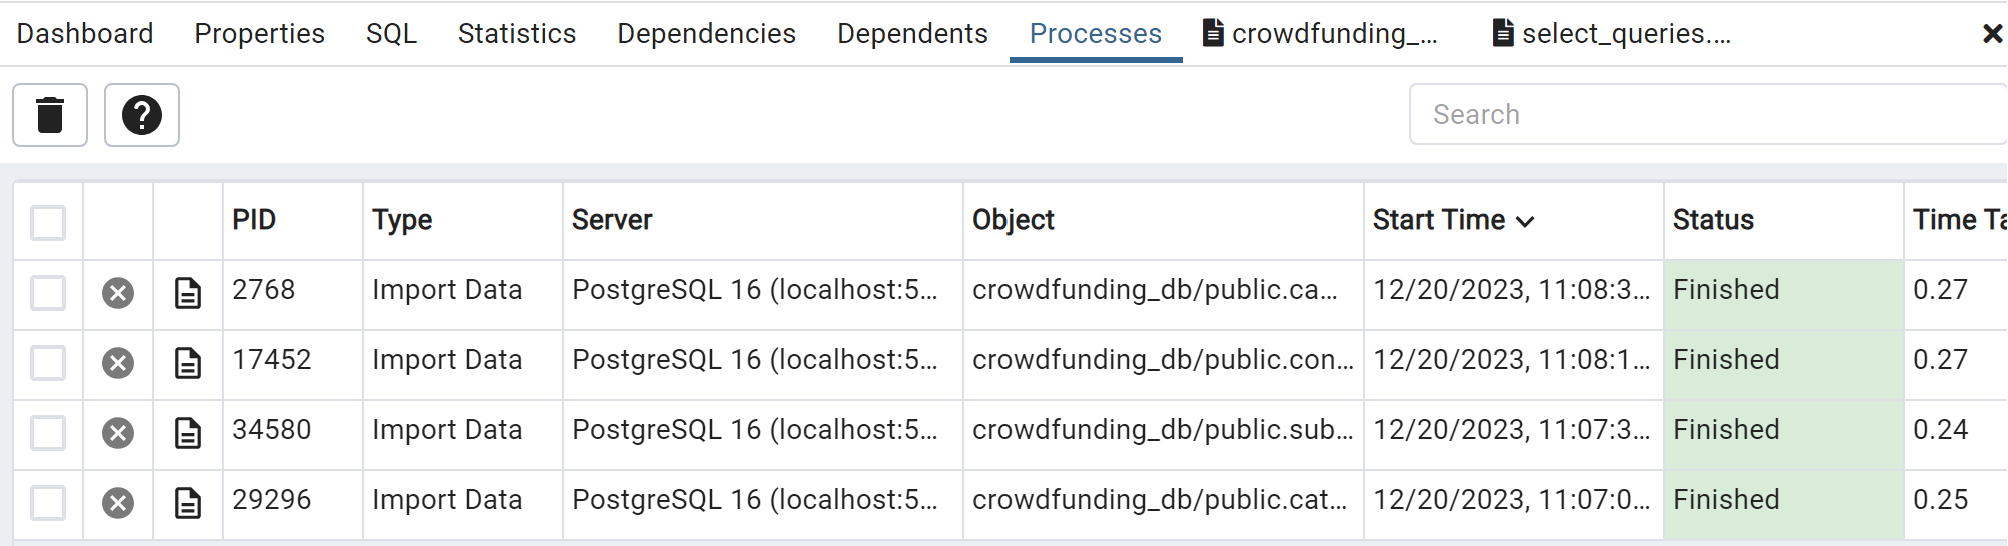 Dashboard Properties SQL Statistics Dependencies Dependents Processes crowdfunding_... select_queries....
Search
PID Type Server Object Start Time Status Time Ta
2768 Import Data PostgreSQL 16 (localhost:5... crowdfunding_db/public.ca... 12/20/2023, 11:08:3... Finished 0.27
17452 Import Data PostgreSQL 16 (localhost:5... crowdfunding_db/public.con... 12/20/2023, 11:08:1... Finished 0.27
34580 Import Data PostgreSQL 16 (localhost:5... crowdfunding_db/public.sub... 12/20/2023, 11:07:3... Finished 0.24
29296 Import Data PostgreSQL 16 (localhost:5... crowdfunding_db/public.cat... 12/20/2023, 11:07:0... Finished 0.25